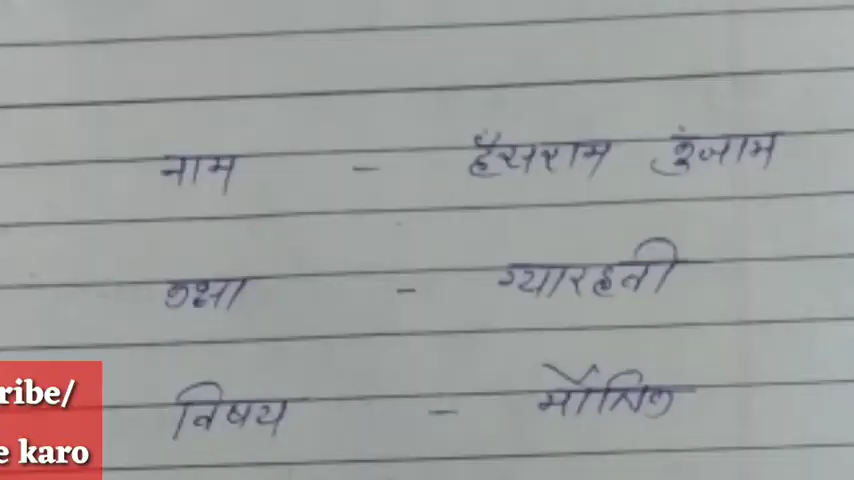 नाम - हँसराम कुंजाम
कक्षा - ग्यारहवी
विषय - भौतिक
ribe/
e karo